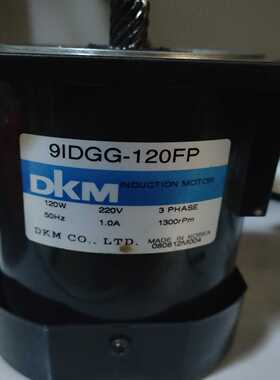 9IDGG-120FP
DKM INDUCTION MOTOR
120W 220V 3 PHASE
50Hz 1.0A 1300rpm
DKM CO., LTD. MADE IN KOREA
080812M004